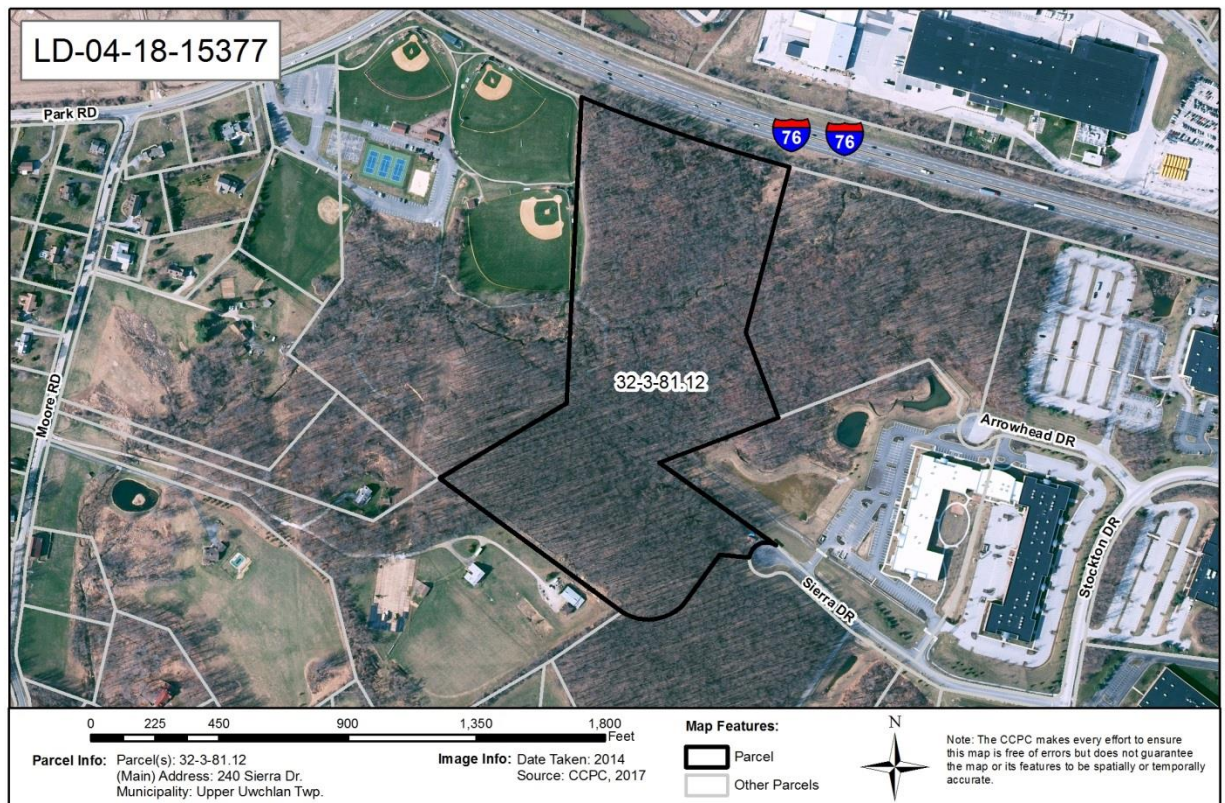 LD-04-18-15377
Park RD
76 76
Moore RD
32-3-81.12
Arrowhead DR
Stockton DR
Sierra DR
0 225 450 900 1,350 1,800
Feet
Parcel Info: Parcel(s): 32-3-81.12
(Main) Address: 240 Sierra Dr.
Municipality: Upper Uwchlan Twp.
Image Info: Date Taken: 2014
Source: CCPC, 2017
Map Features:
Parcel
Other Parcels
N
Note: The CCPC makes every effort to ensure
this map is free of errors but does not guarantee
the map or its features to be spatially or temporally
accurate.